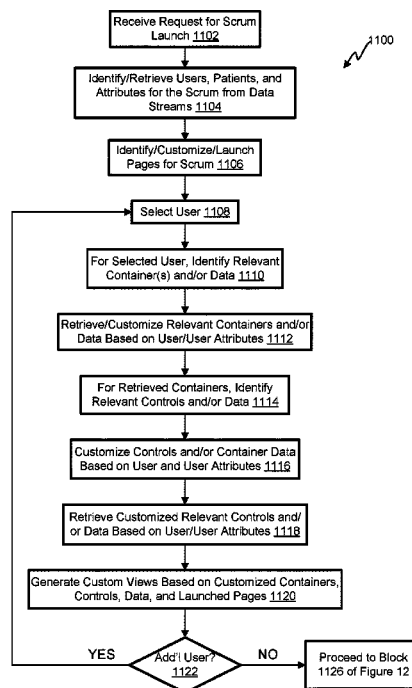 Receive Request for Scrum
Launch 1102
1100
Identify/Retrieve Users, Patients, and
Attributes for the Scrum from Data
Streams 1104
Identify/Customize/Launch
Pages for Scrum 1106
Select User 1108
For Selected User, Identify Relevant
Container(s) and/or Data 1110
Retrieve/Customize Relevant Containers and/or
Data Based on User/User Attributes 1112
For Retrieved Containers, Identify
Relevant Controls and/or Data 1114
Customize Controls and/or Container Data
Based on User and User Attributes 1116
Retrieve Customized Relevant Controls and/
or Data Based on User/User Attributes 1118
Generate Custom Views Based on Customized Containers,
Controls, Data, and Launched Pages 1120
YES
Add'l User?
1122
NO
Proceed to Block
1126 of Figure 12